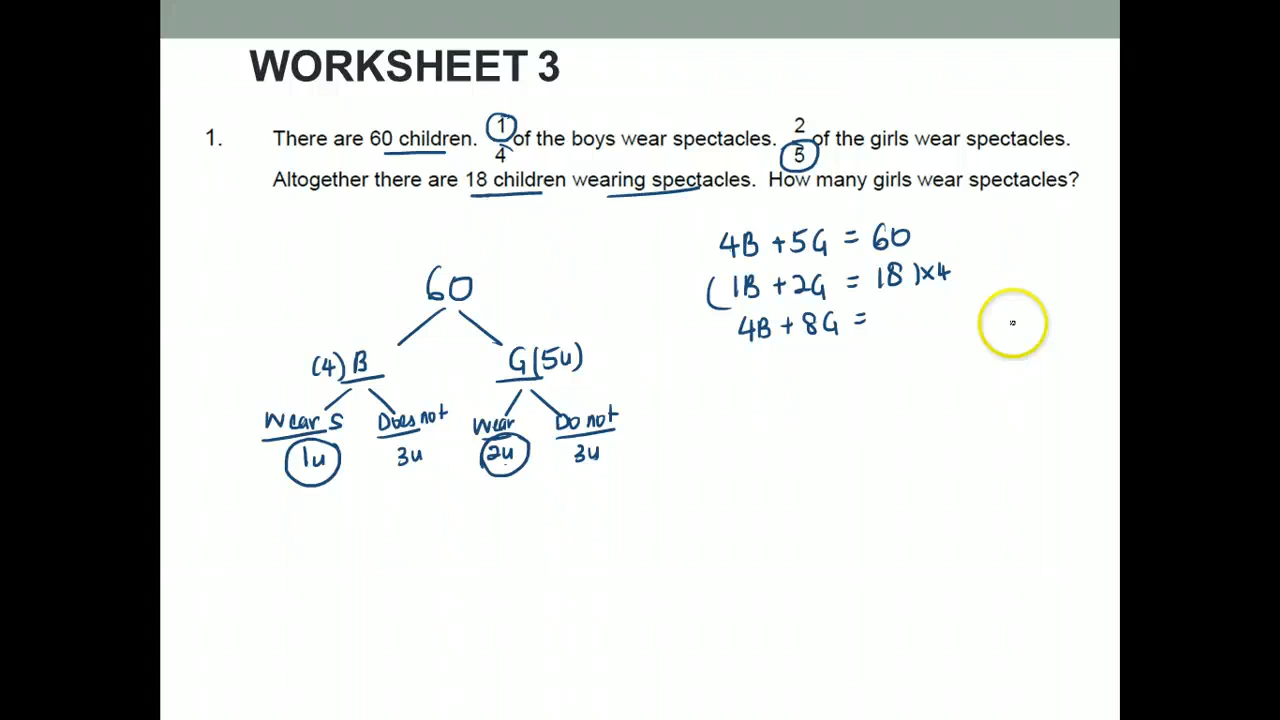 WORKSHEET 3
1. There are 60 children. 1/4 of the boys wear spectacles. 2/5 of the girls wear spectacles.
Altogether there are 18 children wearing spectacles. How many girls wear spectacles?
4B + 5G = 60
(1B + 2G = 18) x4
4B + 8G =
60
(4) B G(5u)
Wear S Does not Wear Do not
1u 3u 2u 3u